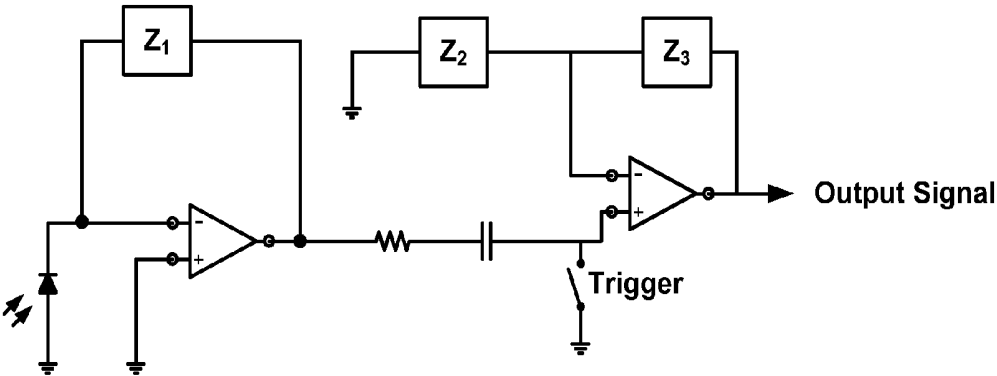 Z₁
Z₂
Z₃
-
+
-
+
Output Signal
Trigger